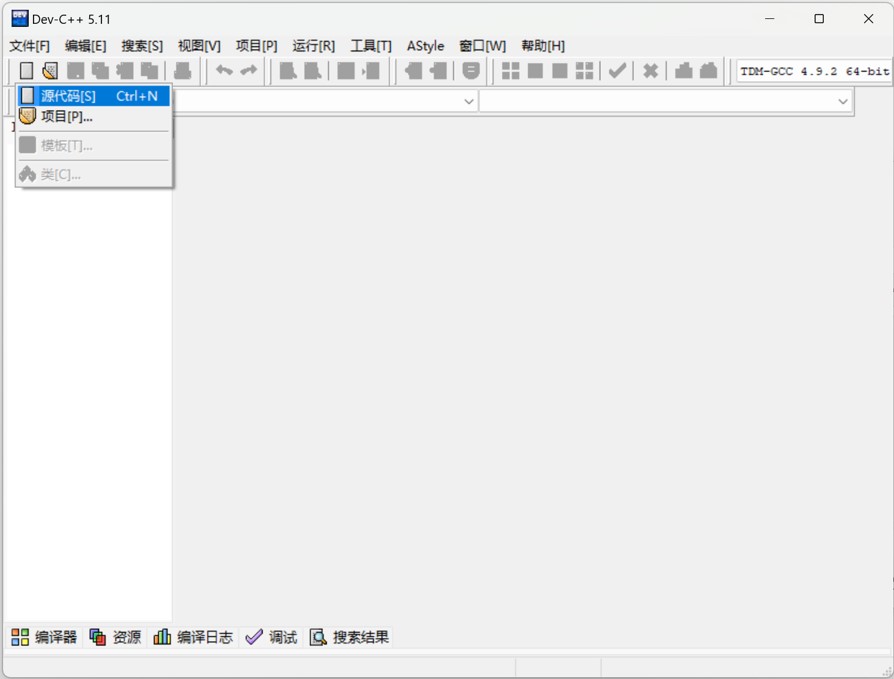 Dev-C++ 5.11
文件[F] 编辑[E] 搜索[S] 视图[V] 项目[P] 运行[R] 工具[T] AStyle 窗口[W] 帮助[H]
TDM-GCC 4.9.2 64-bit
源代码[S] Ctrl+N
项目[P]...
模板[T]...
类[C]...
编译器 资源 编译日志 调试 搜索结果